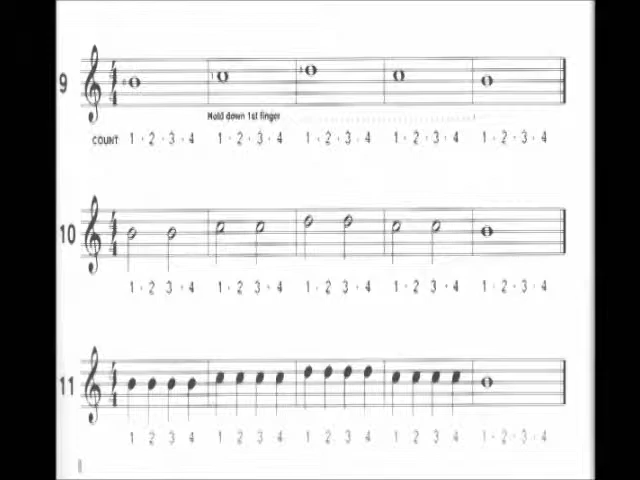 9
Hold down 1st finger
COUNT 1 - 2 - 3 - 4 1 - 2 - 3 - 4 1 - 2 - 3 - 4 1 - 2 - 3 - 4 1 - 2 - 3 - 4
10
1 - 2 3 - 4 1 - 2 3 - 4 1 - 2 3 - 4 1 - 2 3 - 4 1 - 2 - 3 - 4
11
1 2 3 4 1 2 3 4 1 2 3 4 1 2 3 4 1 - 2 - 3 - 4